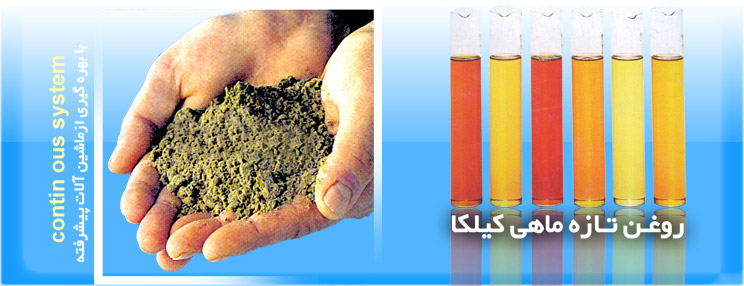 contin ous system
با بهره گیری از ماشین آلات پیشرفته
روغن تازه ماهی کیلکا